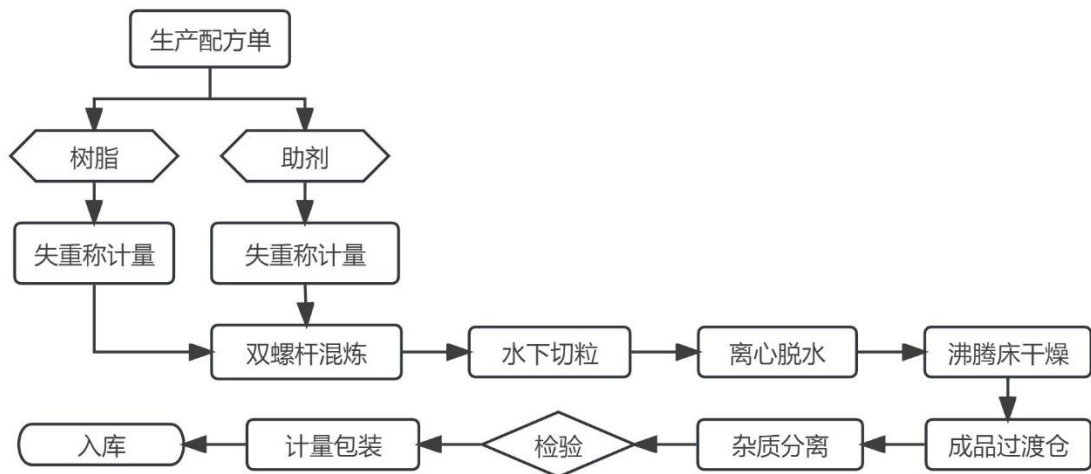 生产配方单
树脂
助剂
失重称计量
失重称计量
双螺杆混炼
水下切粒
离心脱水
沸腾床干燥
成品过渡仓
杂质分离
检验
计量包装
入库